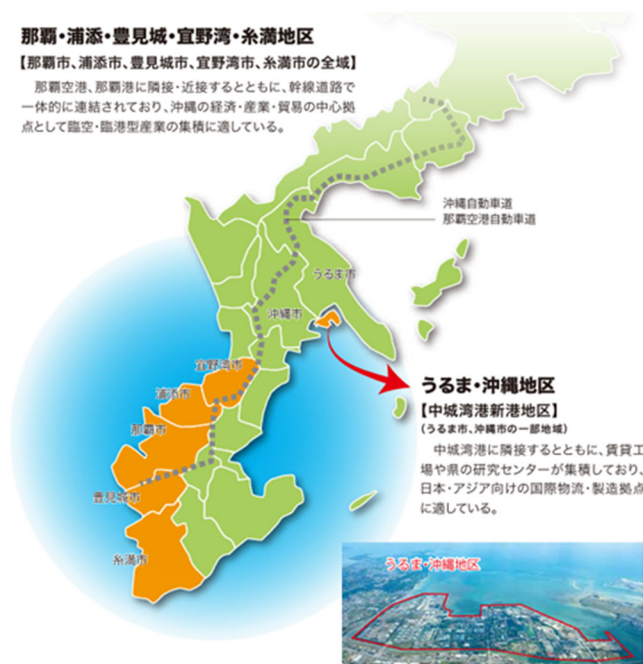 那覇・浦添・豊見城・宜野湾・糸満地区
【那覇市、浦添市、豊見城市、宜野湾市、糸満市の全域】
那覇空港、那覇港に隣接・近接するとともに、幹線道路で
一体的に連結されており、沖縄の経済・産業・貿易の中心拠
点として臨空・臨港型産業の集積に適している。
沖縄自動車道
那覇空港自動車道
うるま市
沖縄市
宜野湾市
浦添市
那覇市
豊見城市
糸満市
うるま・沖縄地区
【中城湾港新港地区】
(うるま市、沖縄市の一部地域)
中城湾港に隣接するとともに、賃貸工
場や県の研究センターが集積しており、
日本・アジア向けの国際物流・製造拠点
に適している。
うるま・沖縄地区